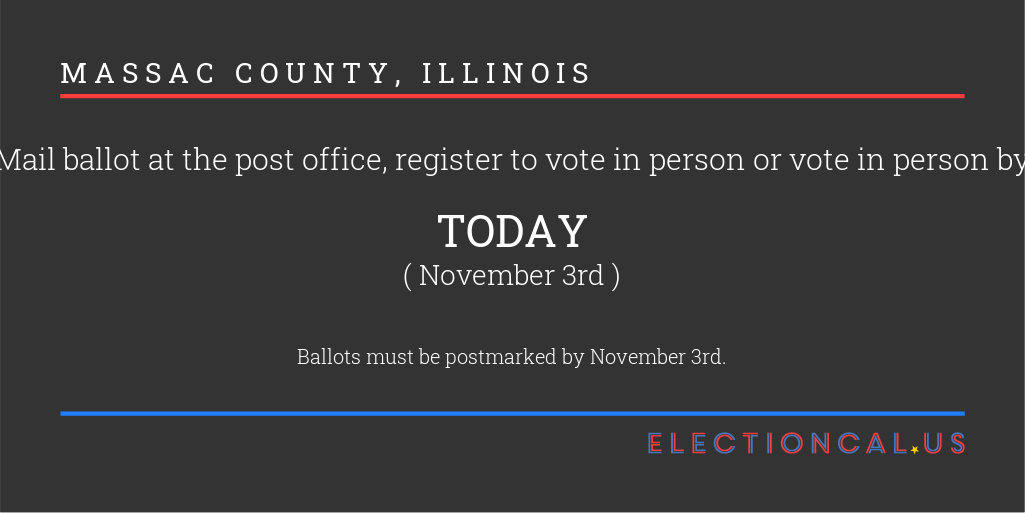 MASSAC COUNTY, ILLINOIS
Mail ballot at the post office, register to vote in person or vote in person by
TODAY
( November 3rd )
Ballots must be postmarked by November 3rd.
ELECTIONCAL.US